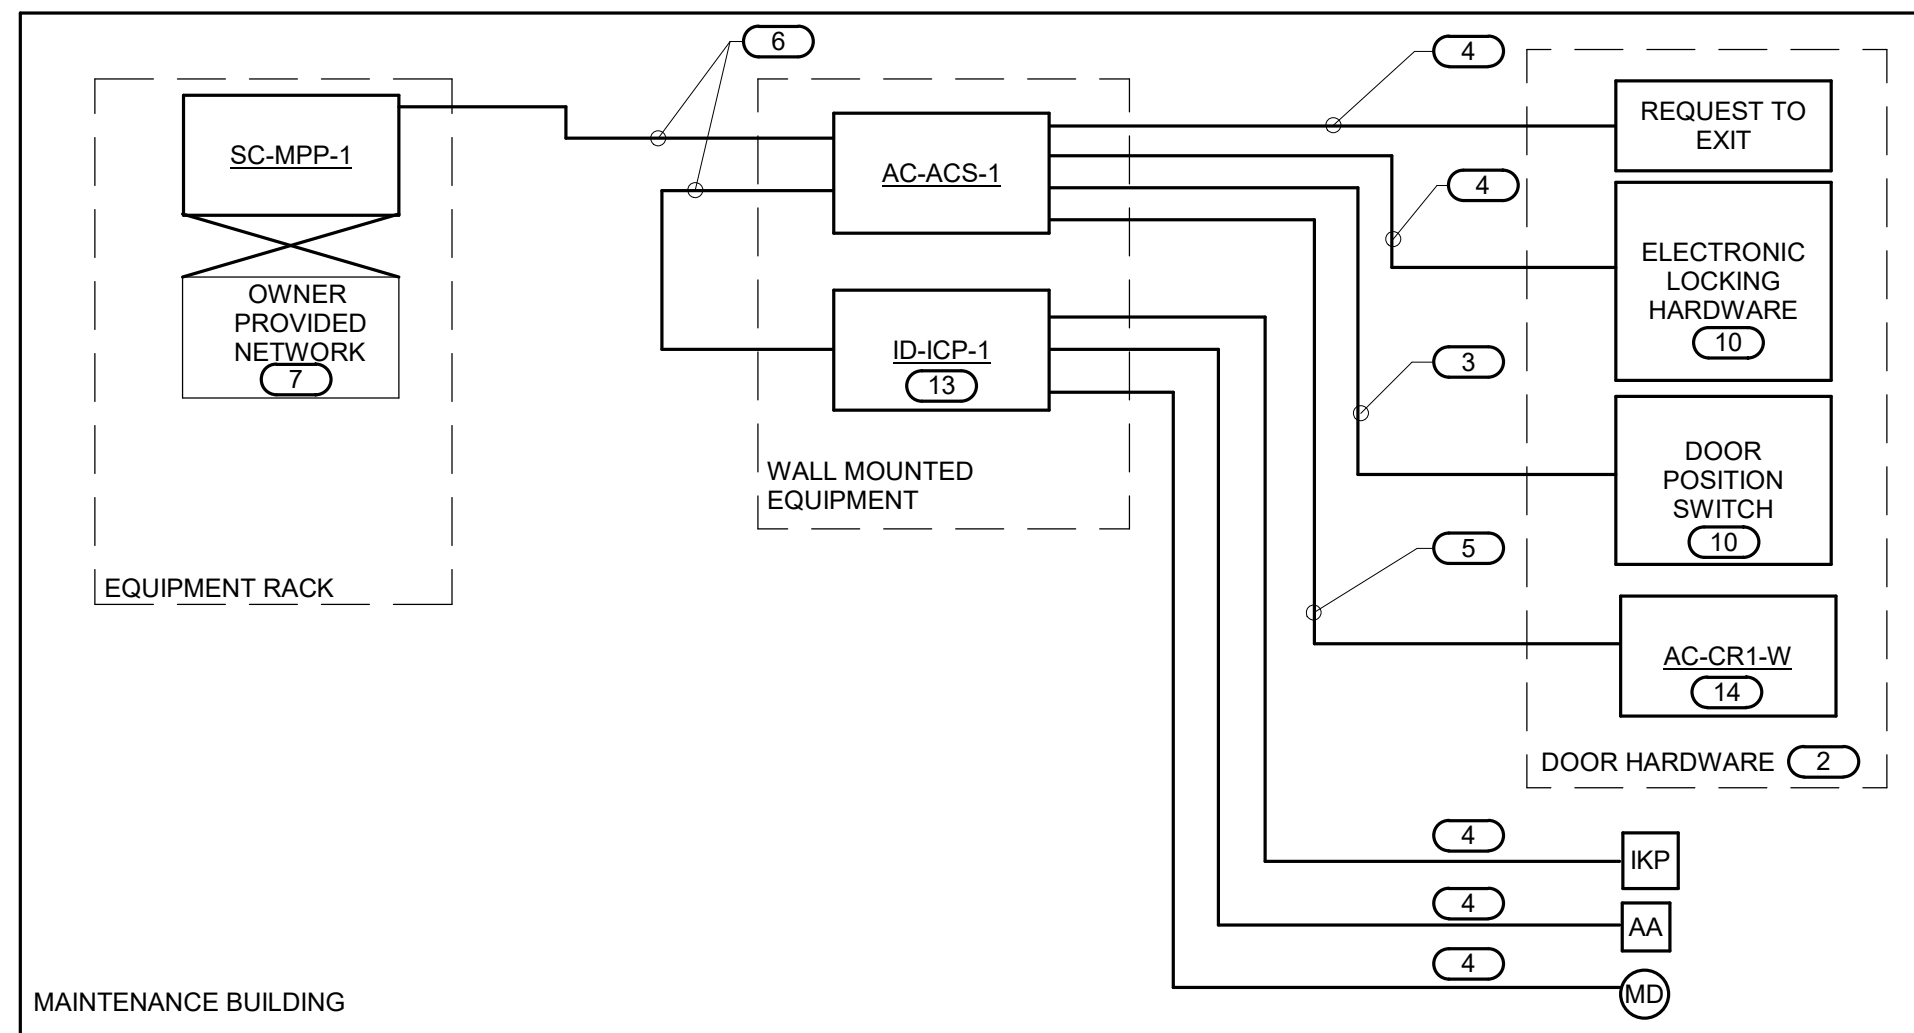 6
4
SC-MPP-1
AC-ACS-1
REQUEST TO
EXIT
4
OWNER
PROVIDED
NETWORK
7
ID-ICP-1
13
ELECTRONIC
LOCKING
HARDWARE
10
3
WALL MOUNTED
EQUIPMENT
DOOR
POSITION
SWITCH
10
5
EQUIPMENT RACK
AC-CR1-W
14
DOOR HARDWARE 2
4
IKP
4
AA
4
MD
MAINTENANCE BUILDING